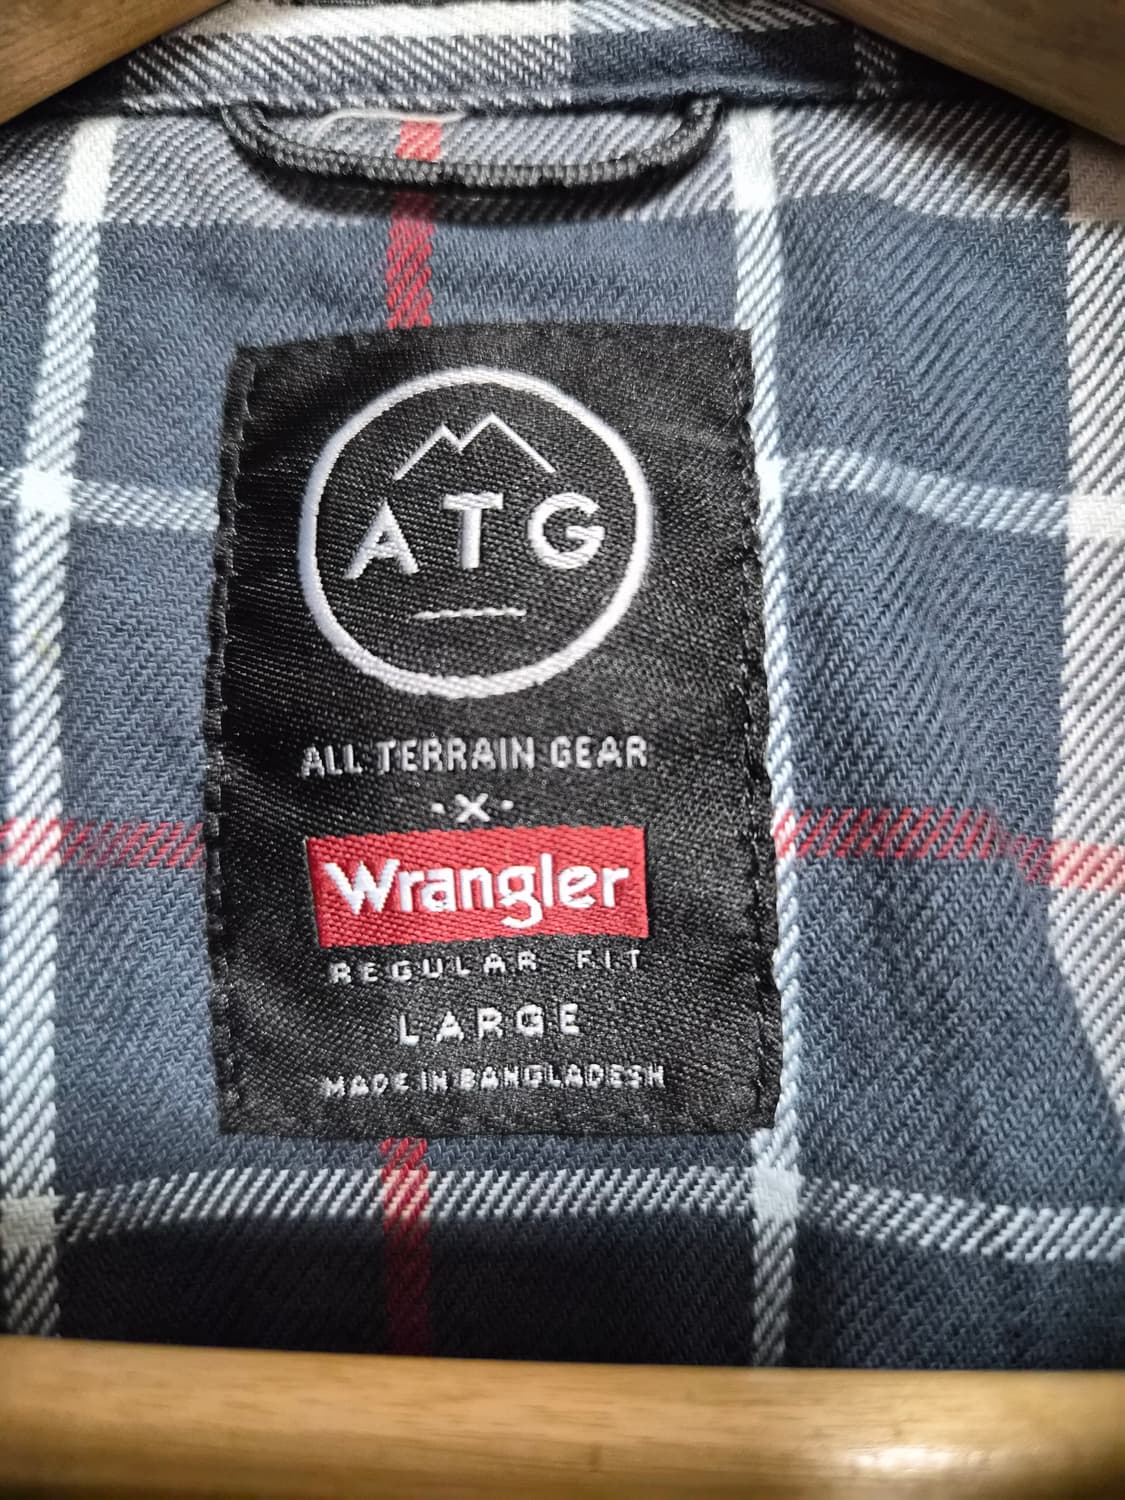 ATG
ALL TERRAIN GEAR
-X-
Wrangler
REGULAR FIT
LARGE
MADE IN BANGLADESH